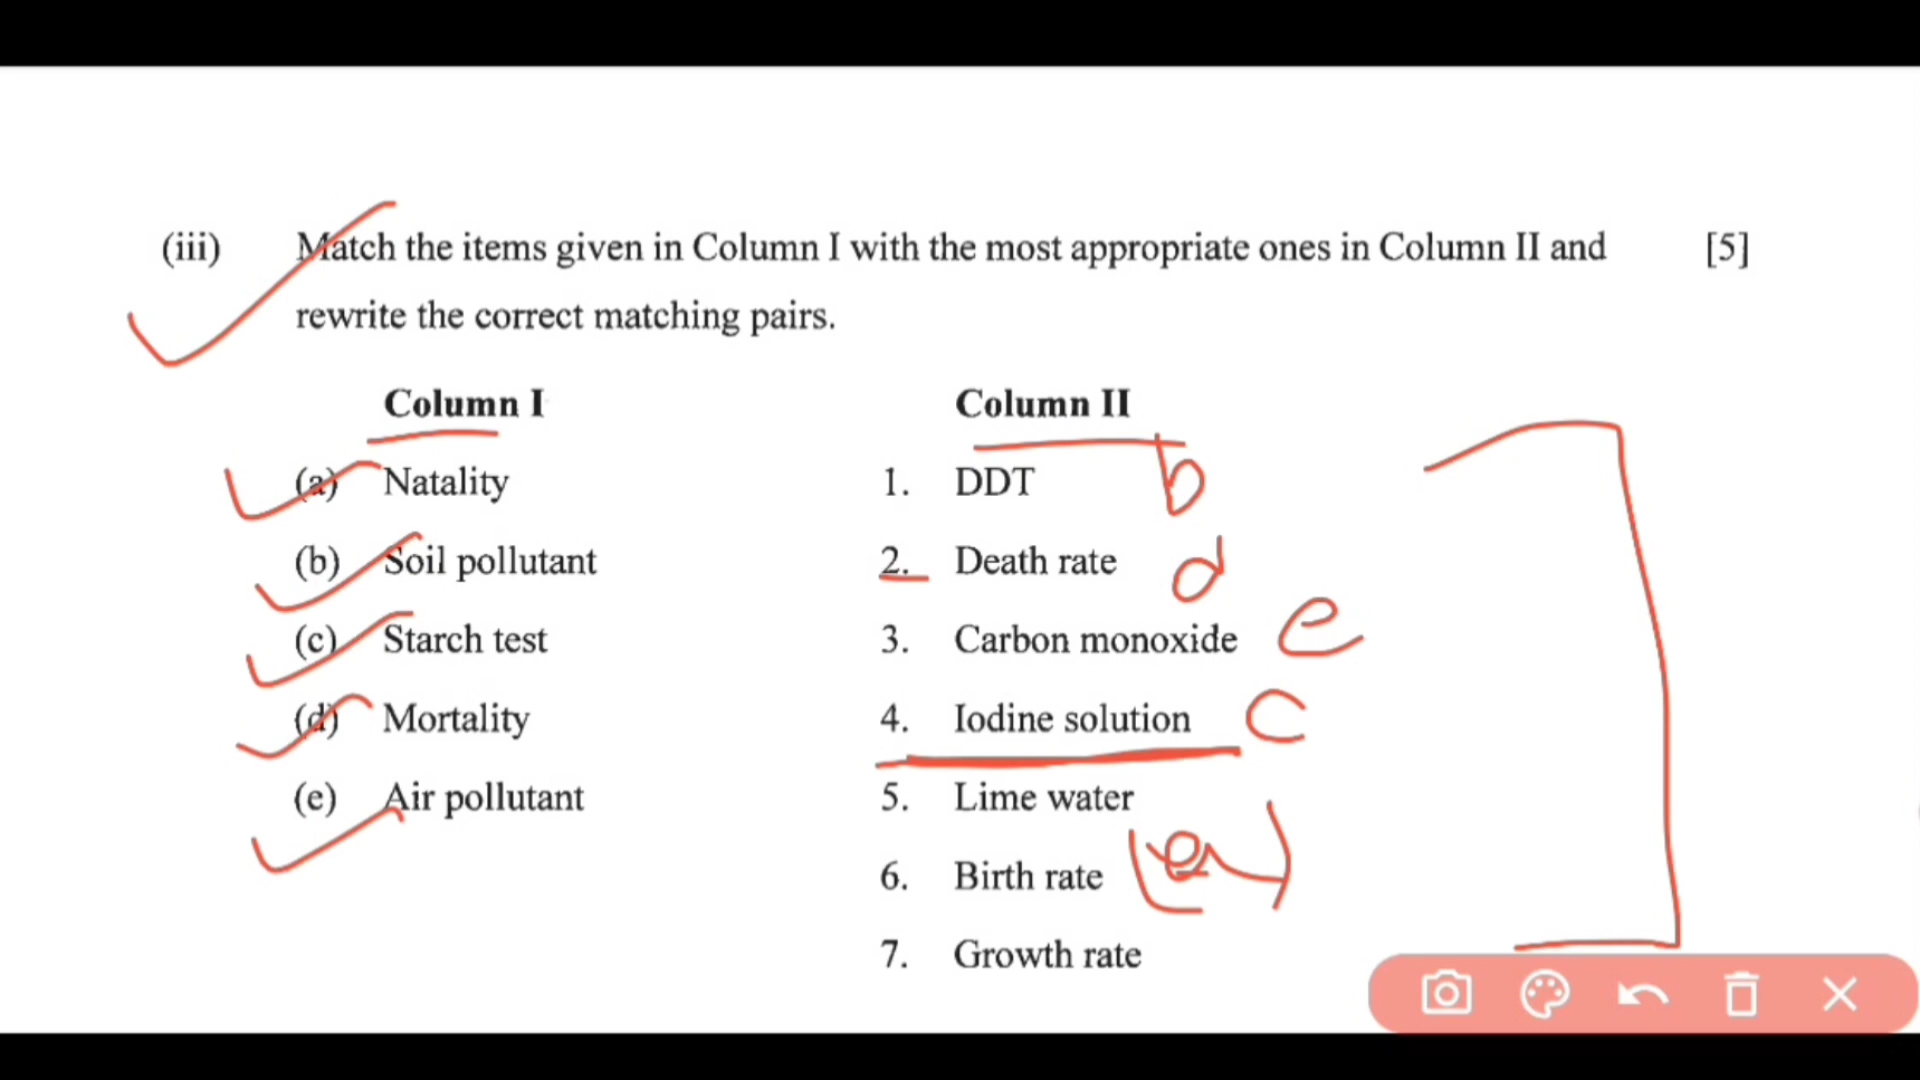 (iii) Match the items given in Column I with the most appropriate ones in Column II and [5]
rewrite the correct matching pairs.
Column I Column II
(a) Natality 1. DDT b
(b) Soil pollutant 2. Death rate d
(c) Starch test 3. Carbon monoxide e
(d) Mortality 4. Iodine solution c
(e) Air pollutant 5. Lime water
6. Birth rate
7. Growth rate